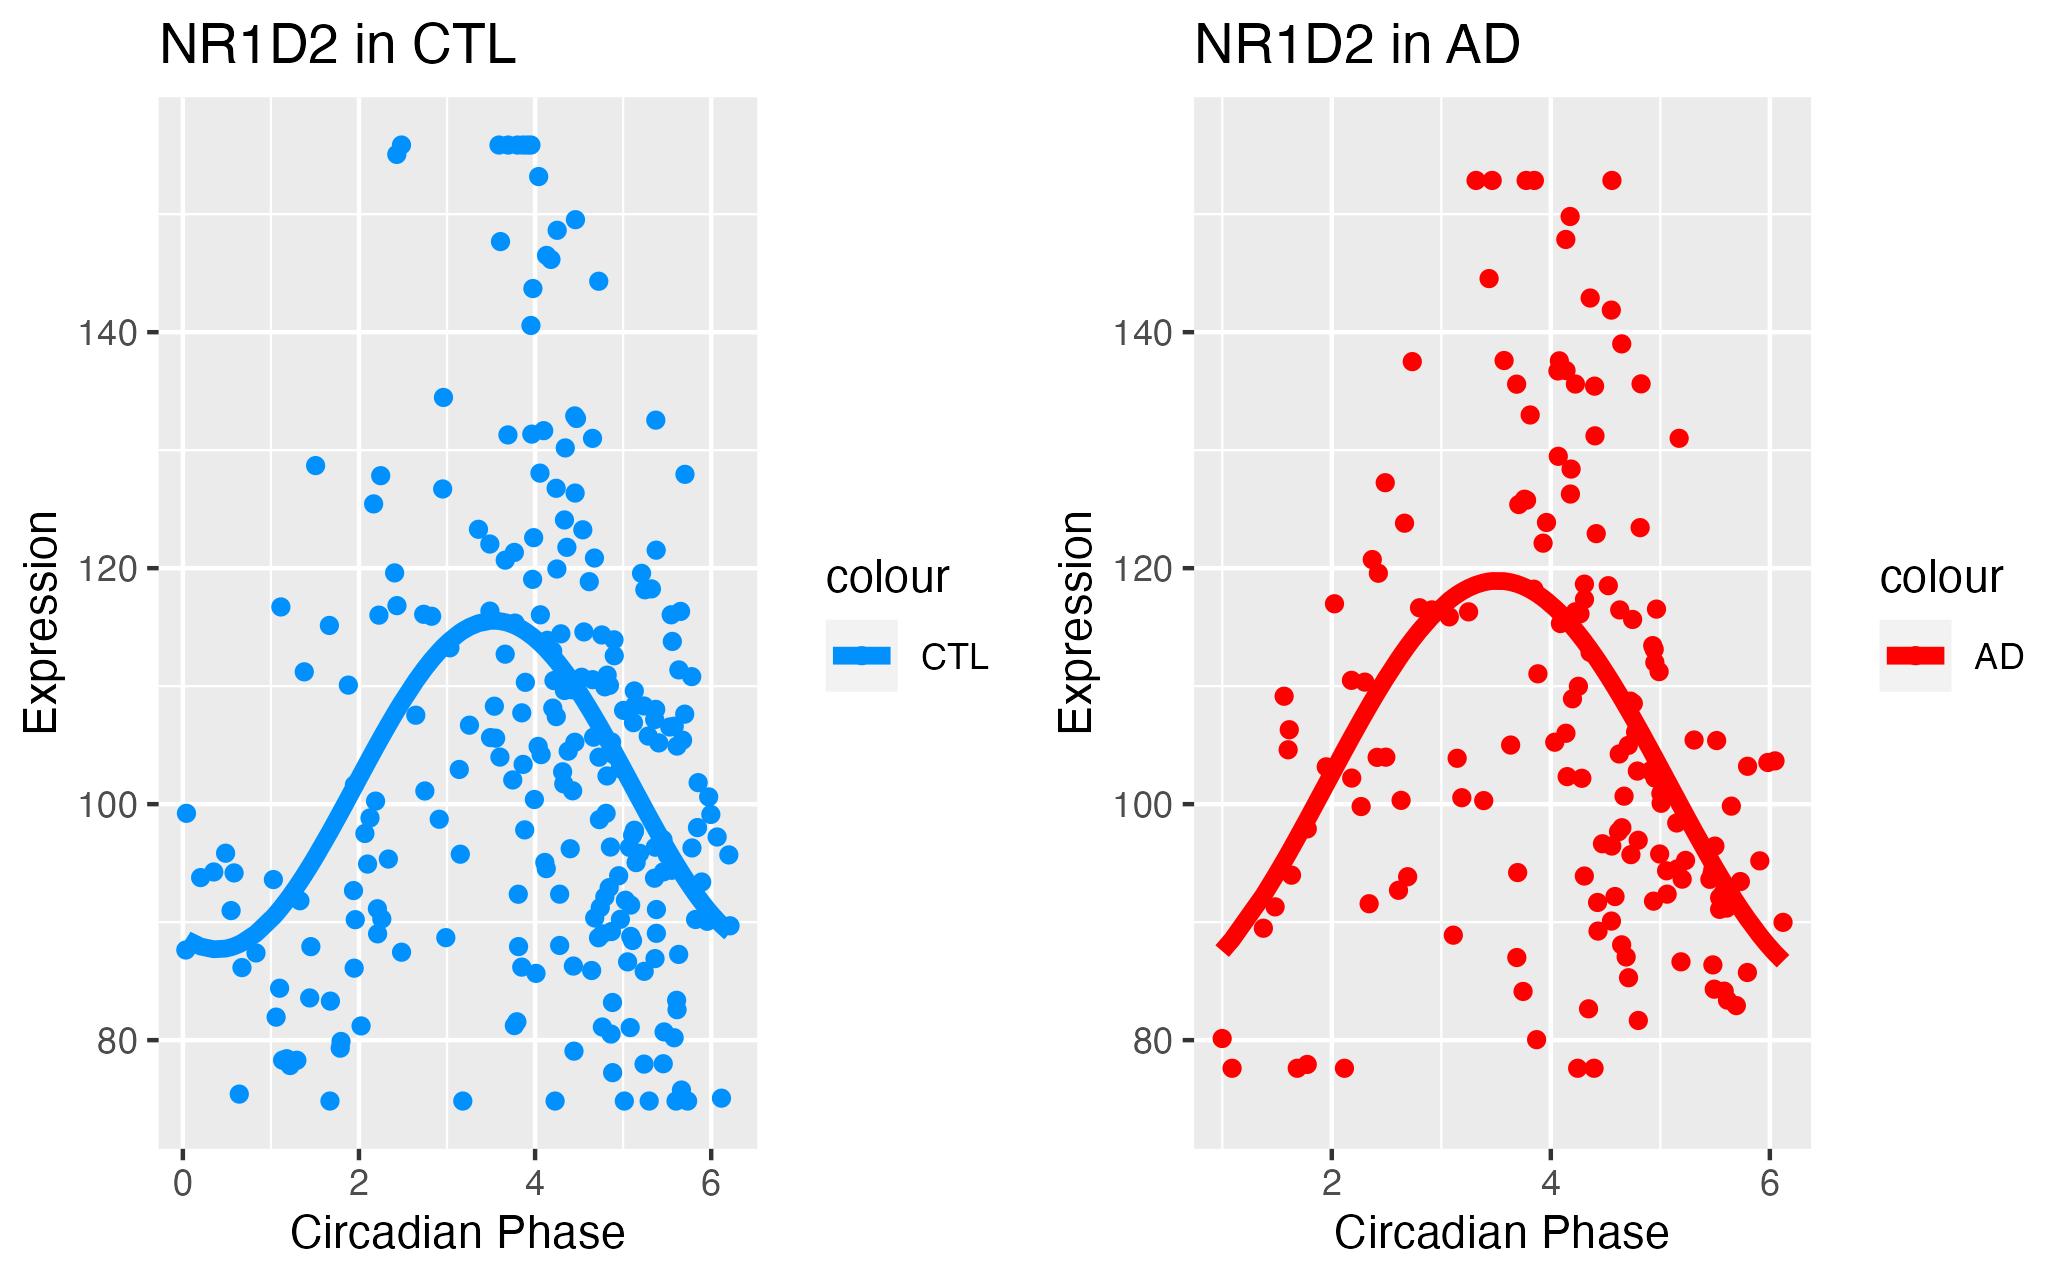 NR1D2 in CTL
140
120
100
80
Expression
0 2 4 6
Circadian Phase
colour
CTL
NR1D2 in AD
140
120
100
80
Expression
2 4 6
Circadian Phase
colour
AD